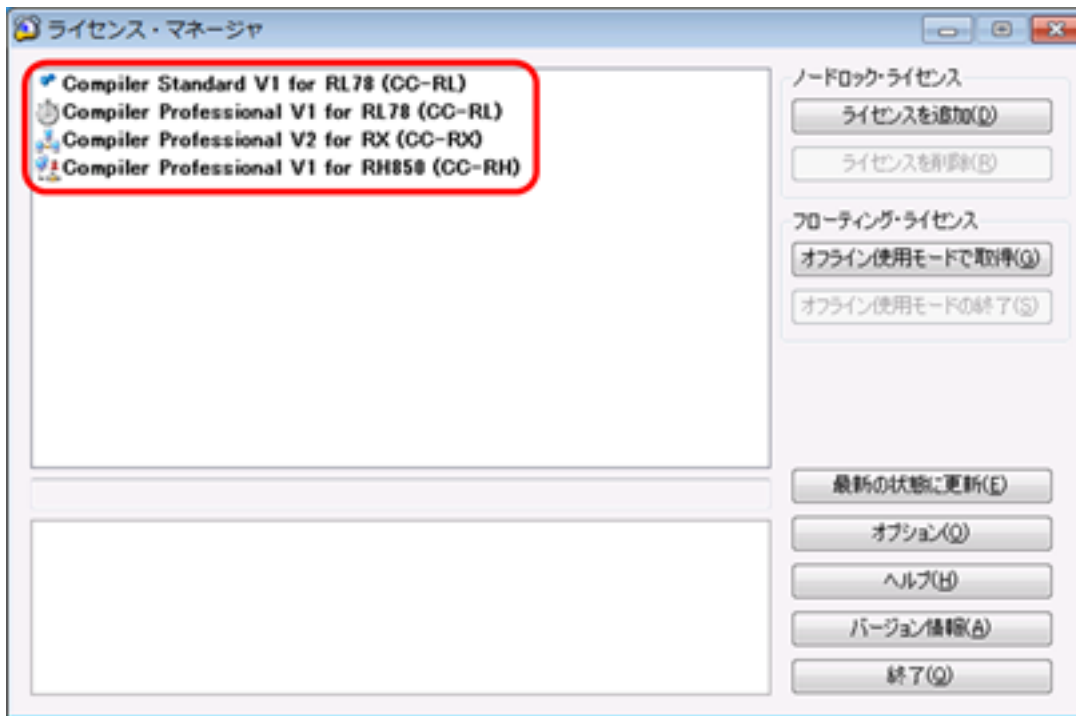 ライセンス・マネージャ
Compiler Standard V1 for RL78 (CC-RL)
Compiler Professional V1 for RL78 (CC-RL)
Compiler Professional V2 for RX (CC-RX)
Compiler Professional V1 for RH850 (CC-RH)
ノードロック・ライセンス
ライセンスを追加(D)
ライセンスを削除(R)
フローティング・ライセンス
オフライン使用モードで取得(G)
オフライン使用モードの終了(S)
最新の状態に更新(E)
オプション(O)
ヘルプ(H)
バージョン情報(A)
終了(Q)